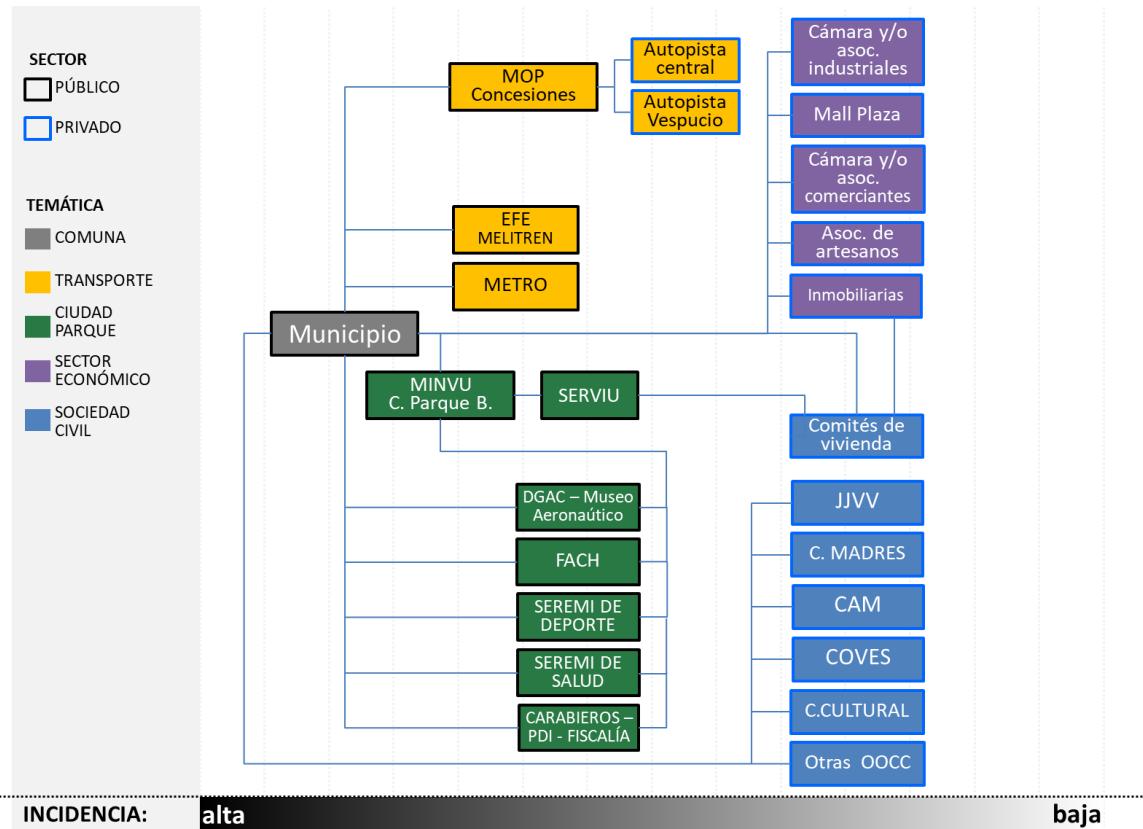 SECTOR
PÚBLICO
PRIVADO
TEMÁTICA
COMUNA
TRANSPORTE
CIUDAD
PARQUE
SECTOR
ECONÓMICO
SOCIEDAD
CIVIL
MOP
Concesiones
Autopista
central
Autopista
Vespucio
EFE
MELITREN
METRO
Municipio
MINVU
C. Parque B.
SERVIU
DGAC – Museo
Aeronaútico
FACH
SEREMI DE
DEPORTE
SEREMI DE
SALUD
CARABIEROS –
PDI - FISCALÍA
Cámara y/o
asoc.
industriales
Mall Plaza
Cámara y/o
asoc.
comerciantes
Asoc. de
artesanos
Inmobiliarias
Comités de
vivienda
JJVV
C. MADRES
CAM
COVES
C.CULTURAL
Otras OOCC
INCIDENCIA: alta baja